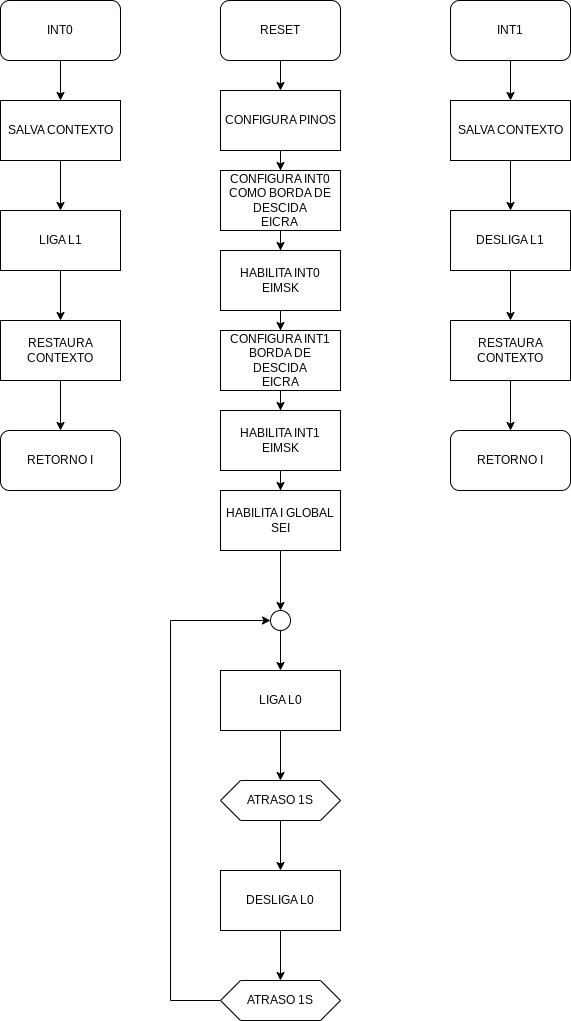 INT0
SALVA CONTEXTO
LIGA L1
RESTAURA
CONTEXTO
RETORNO I
RESET
CONFIGURA PINOS
CONFIGURA INT0
COMO BORDA DE
DESCIDA
EICRA
HABILITA INT0
EIMSK
CONFIGURA INT1
BORDA DE
DESCIDA
EICRA
HABILITA INT1
EIMSK
HABILITA I GLOBAL
SEI
LIGA L0
ATRASO 1S
DESLIGA L0
ATRASO 1S
INT1
SALVA CONTEXTO
DESLIGA L1
RESTAURA
CONTEXTO
RETORNO I